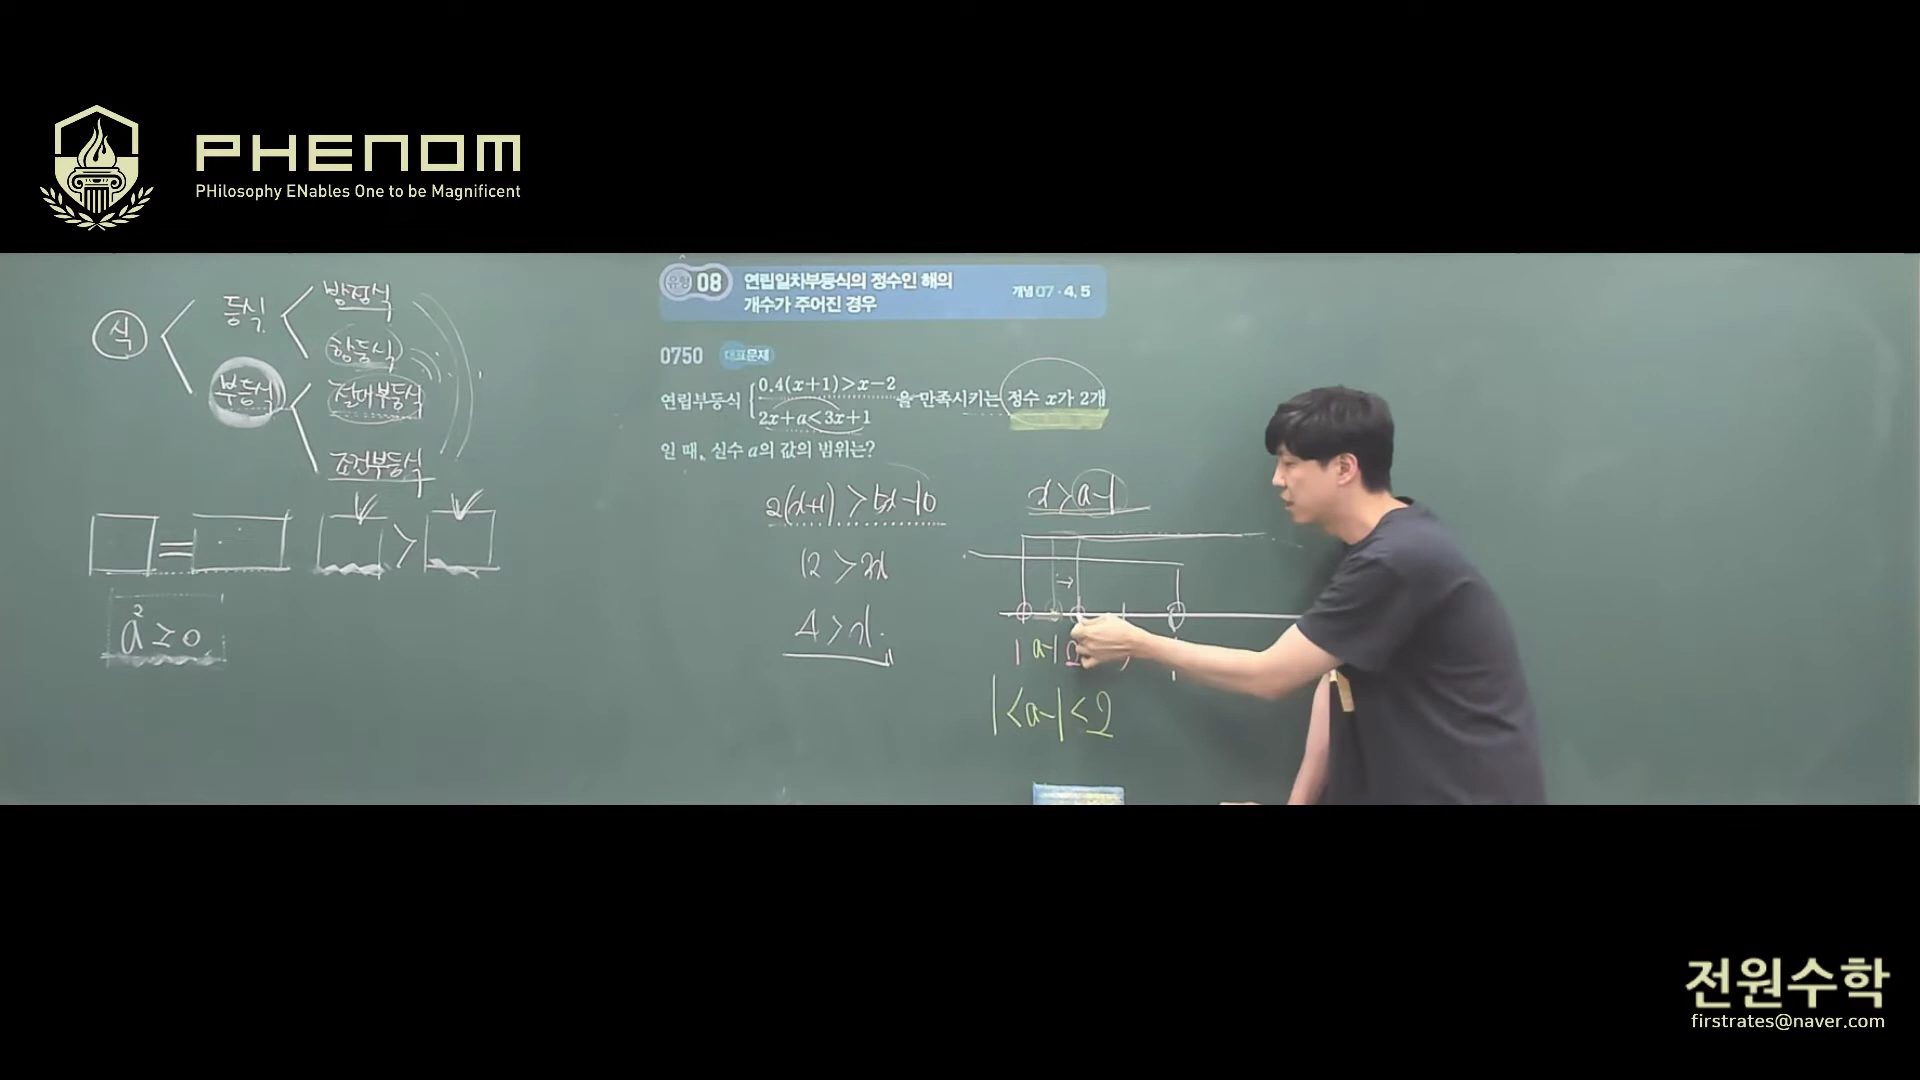 PHENOM
PHilosophy ENables One to be Magnificent
식
등식
방정식
항등식
부등식
절대부등식
조건부등식
=
>
a² ≥ 0
유형 08 연립일차부등식의 정수인 해의
개수가 주어진 경우
개념 07 · 4, 5
0750 대표문제
연립부등식 { 0.4(x+1)>x-2
2x+a<3x+1
을 만족시키는 정수 x가 2개
일 때, 실수 a의 값의 범위는?
2(x+1) > 5x-10
12 > 3x
4 > x
x > a-1
1 a-1 2
1 < a-1 < 2
전원수학
firstrates@naver.com